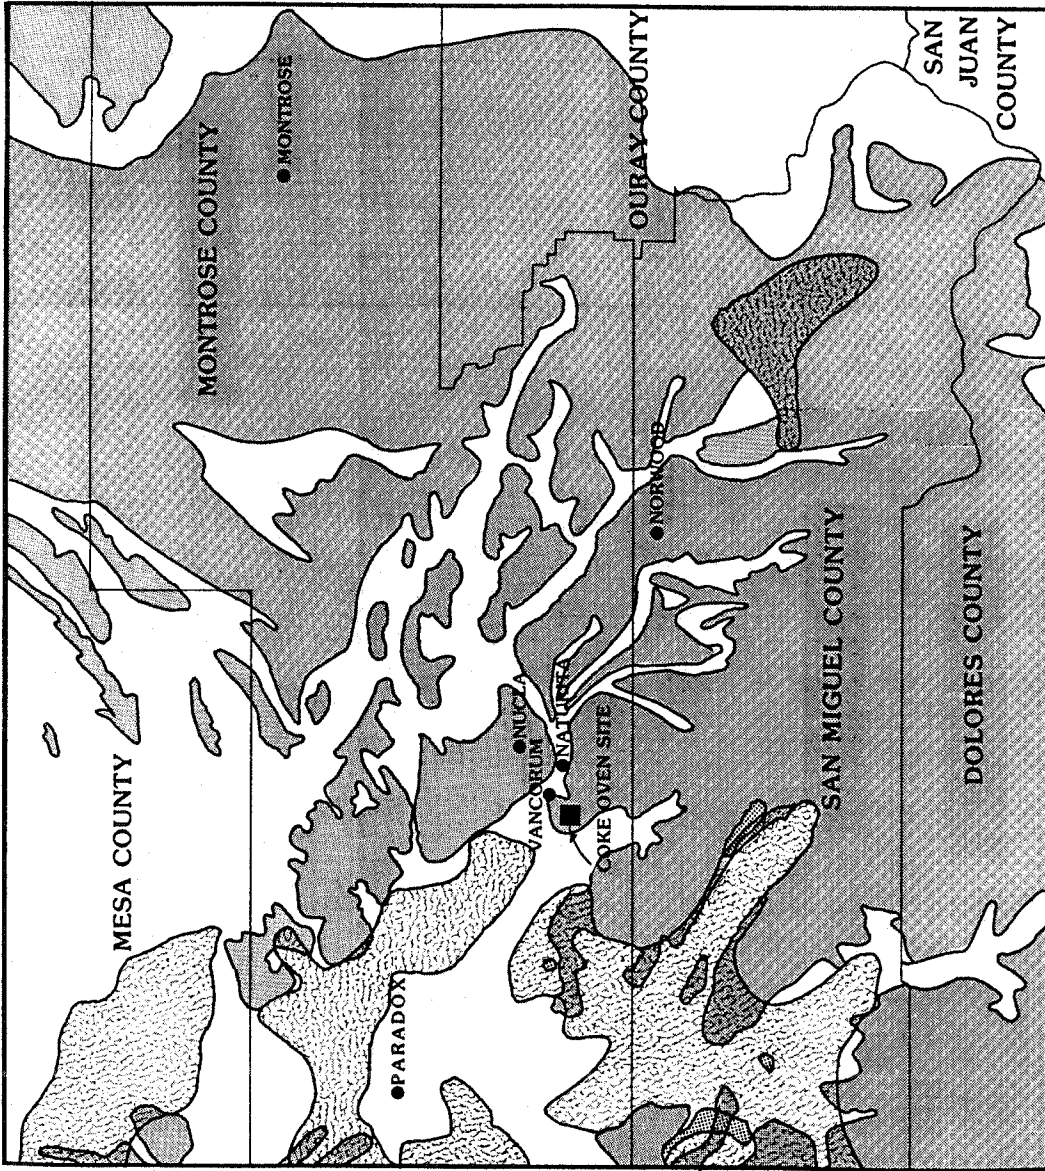 MESA COUNTY
MONTROSE COUNTY
MONTROSE
PARADOX
VANCORUM
NUCLA
NATURITA
COKE OVEN SITE
NORWOOD
OURAY COUNTY
SAN MIGUEL COUNTY
DOLORES COUNTY
SAN
JUAN
COUNTY